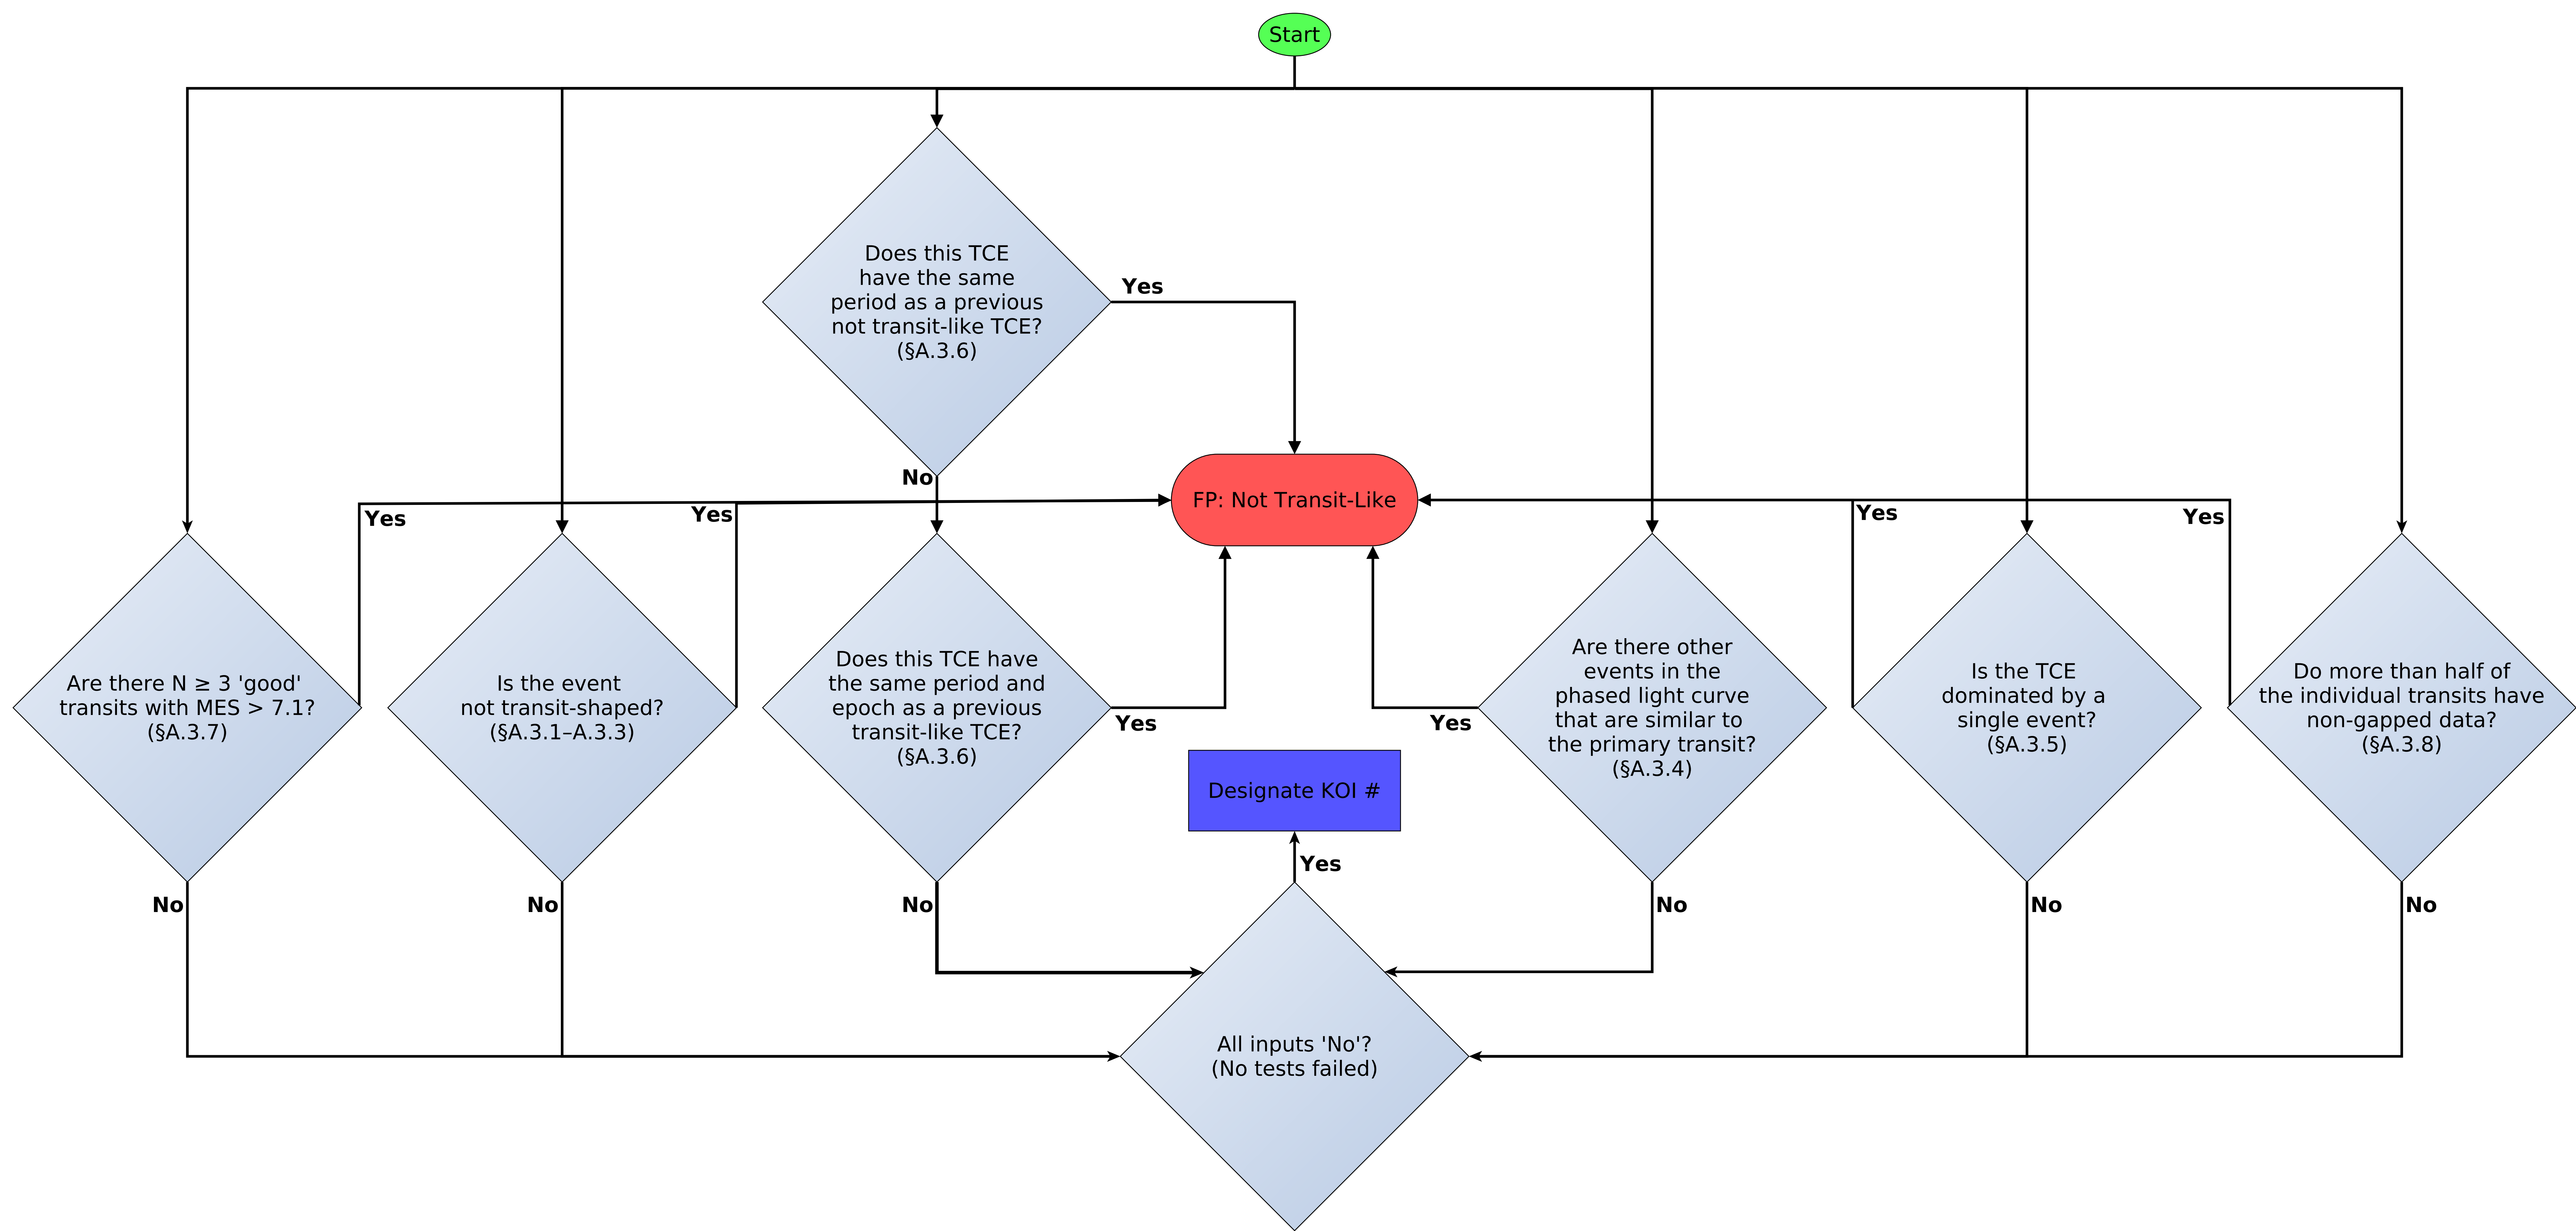 Start
Does this TCE
have the same
period as a previous
not transit-like TCE?
(§A.3.6)
Yes
No
FP: Not Transit-Like
Yes
Yes
Yes
Yes
Are there N ≥ 3 'good'
transits with MES > 7.1?
(§A.3.7)
Is the event
not transit-shaped?
(§A.3.1–A.3.3)
Does this TCE have
the same period and
epoch as a previous
transit-like TCE?
(§A.3.6)
Yes
Are there other
events in the
phased light curve
that are similar to
the primary transit?
(§A.3.4)
Yes
Is the TCE
dominated by a
single event?
(§A.3.5)
Do more than half of
the individual transits have
non-gapped data?
(§A.3.8)
Designate KOI #
Yes
No
No
No
No
No
No
All inputs 'No'?
(No tests failed)